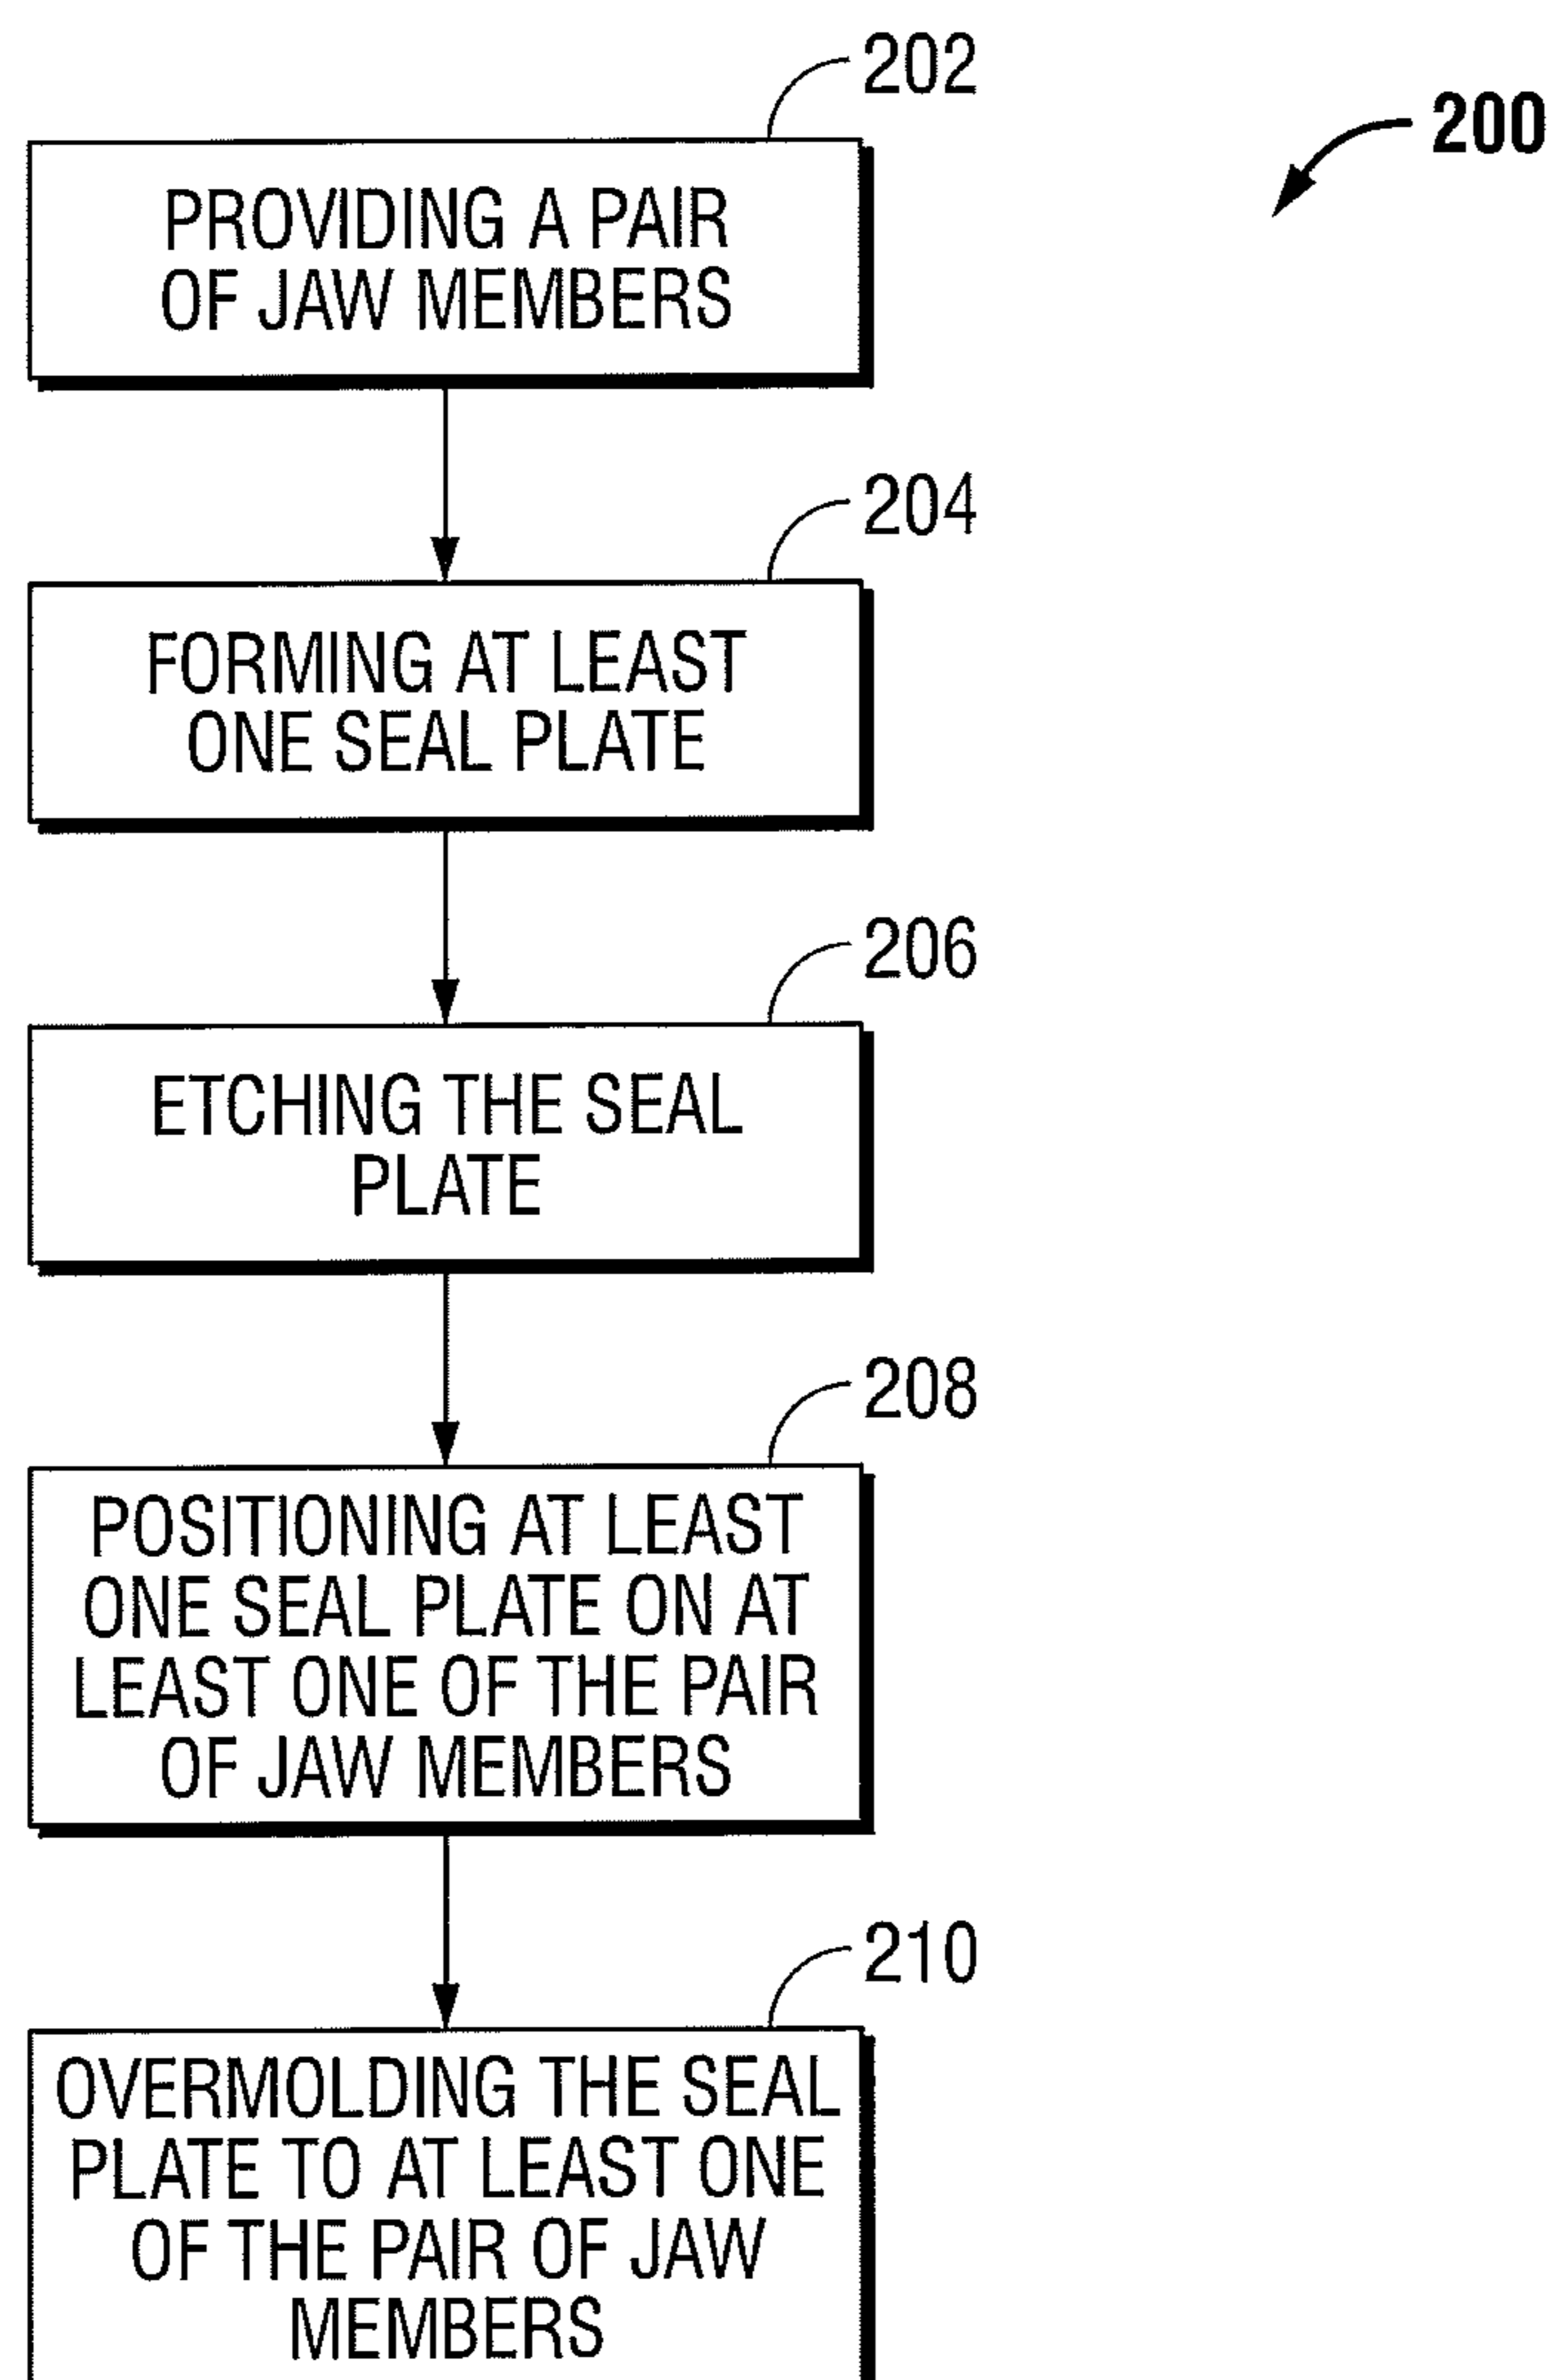 202
200
PROVIDING A PAIR
OF JAW MEMBERS
204
FORMING AT LEAST
ONE SEAL PLATE
206
ETCHING THE SEAL
PLATE
208
POSITIONING AT LEAST
ONE SEAL PLATE ON AT
LEAST ONE OF THE PAIR
OF JAW MEMBERS
210
OVERMOLDING THE SEAL
PLATE TO AT LEAST ONE
OF THE PAIR OF JAW
MEMBERS